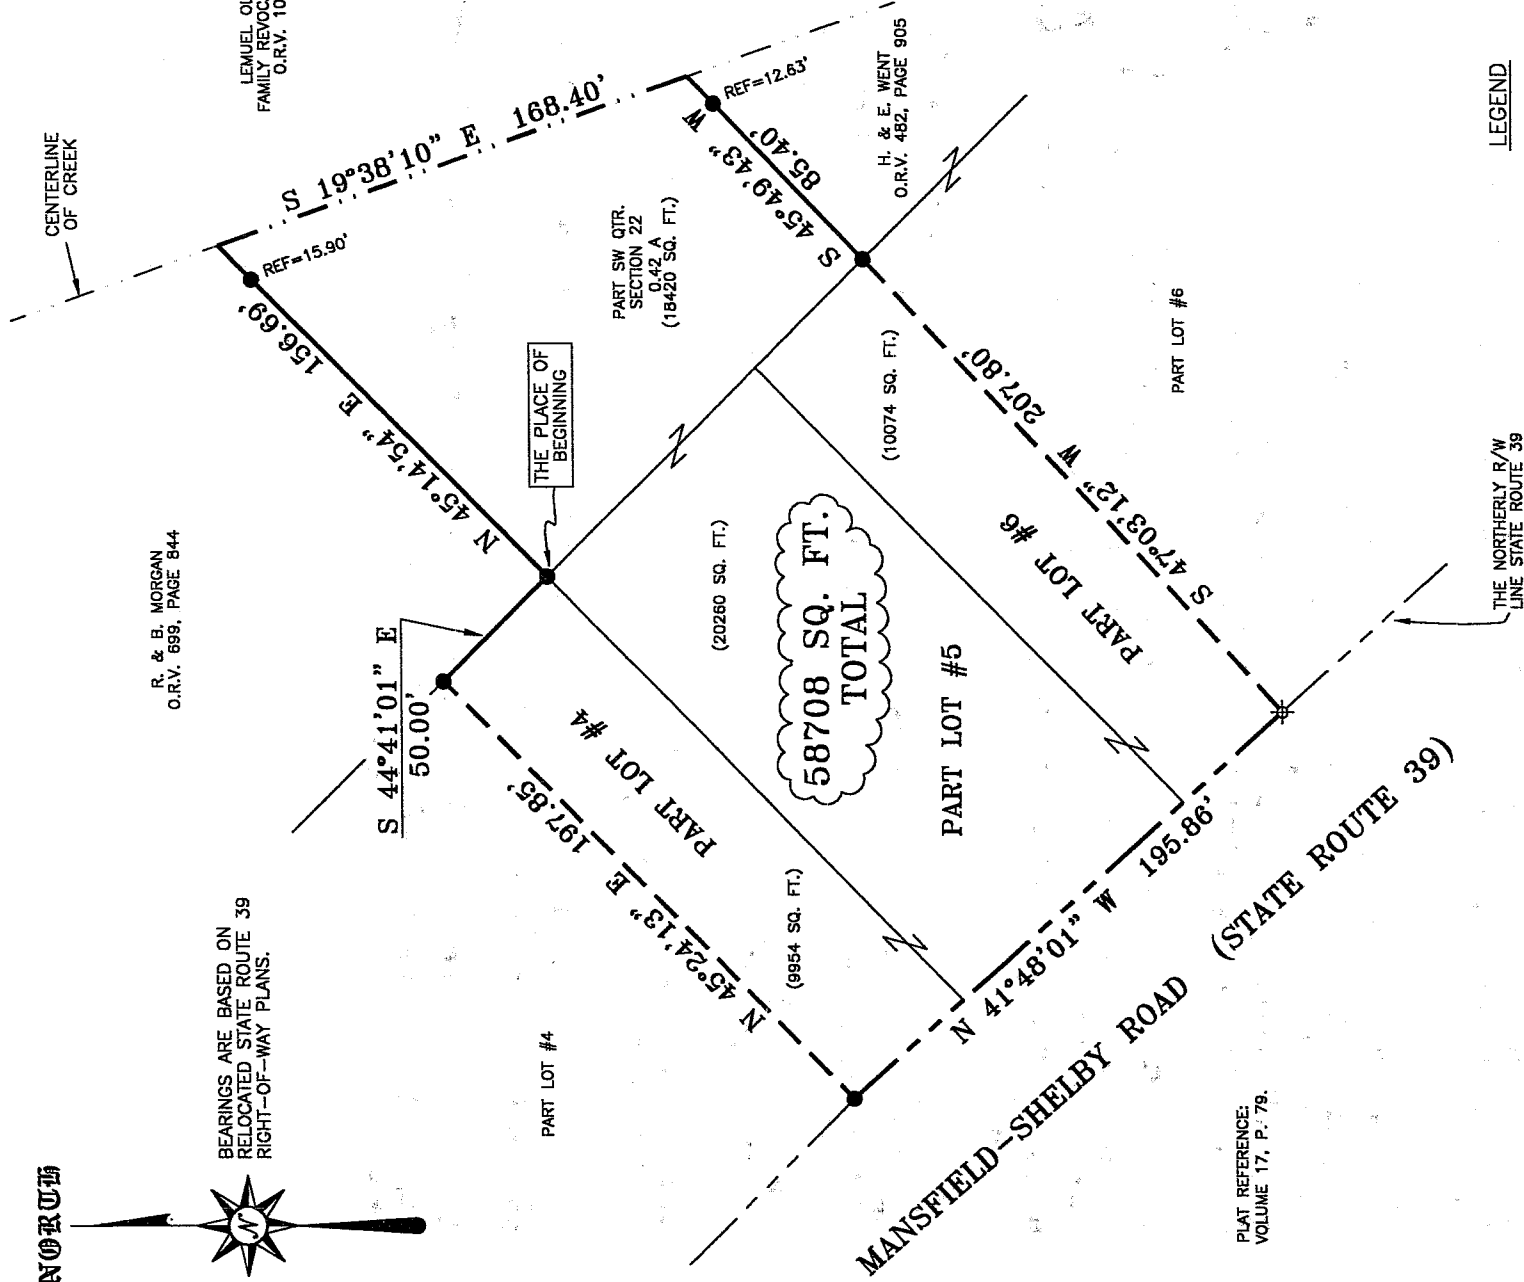 LEMUEL
FAMILY
O.R.V. 10
CENTERLINE
OF CREEK
REF=12.63'
H. & E. WENT
O.R.V. 482, PAGE 905
LEGEND
S 19°38'10" E 168.40'
REF=15.90'
S 45°49'43" W
85.40'
PART SW QTR.
SECTION 22
0.42 A
(18420 SQ. FT.)
N 45°14'54" E 156.69'
THE PLACE OF
BEGINNING
R. & B. MORGAN
O.R.V. 699, PAGE 844
S 44°41'01" E
50.00'
(10074 SQ. FT.)
PART LOT #6
S 47°03'12" W 207.80'
PART LOT #6
(20260 SQ. FT.)
58708 SQ. FT.
TOTAL
PART LOT #5
THE NORTHERLY R/W
LINE STATE ROUTE 39
PART LOT #4
N 45°24'13" E 197.85'
(9954 SQ. FT.)
N 41°48'01" W 195.86'
MANSFIELD-SHELBY ROAD (STATE ROUTE 39)
PART LOT #4
BEARINGS ARE BASED ON
RELOCATED STATE ROUTE 39
RIGHT-OF-WAY PLANS.
NORTH
N
PLAT REFERENCE:
VOLUME 17, P. 79.